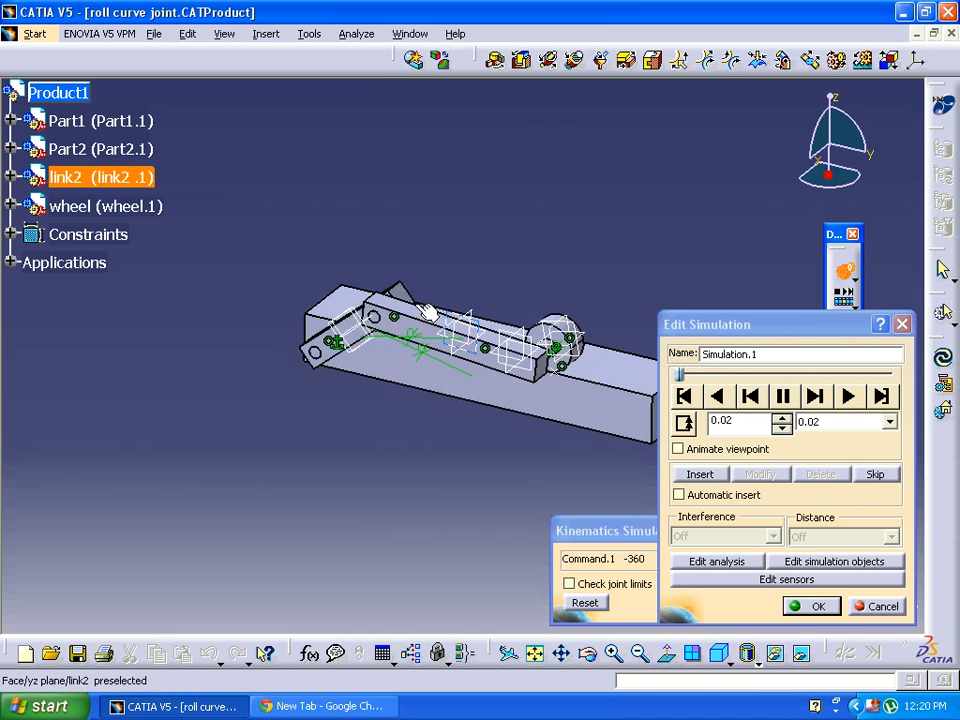 CATIA V5 - [roll curve joint.CATProduct]
Start ENOVIA V5 VPM File Edit View Insert Tools Analyze Window Help
Product1
Part1 (Part1.1)
Part2 (Part2.1)
link2 (link2 .1)
wheel (wheel.1)
Constraints
Applications
z
y
x
D...
Edit Simulation
Name: Simulation.1
0.02 0.02
Animate viewpoint
Insert Modify Delete Skip
Automatic insert
Interference Distance
Off Off
Edit analysis Edit simulation objects
Edit sensors
OK Cancel
Kinematics Simul
Command.1 -360
Check joint limits
Reset
f(x)
DS CATIA
Face/yz plane/link2 preselected
start CATIA V5 - [roll curve... New Tab - Google Ch... 12:20 PM